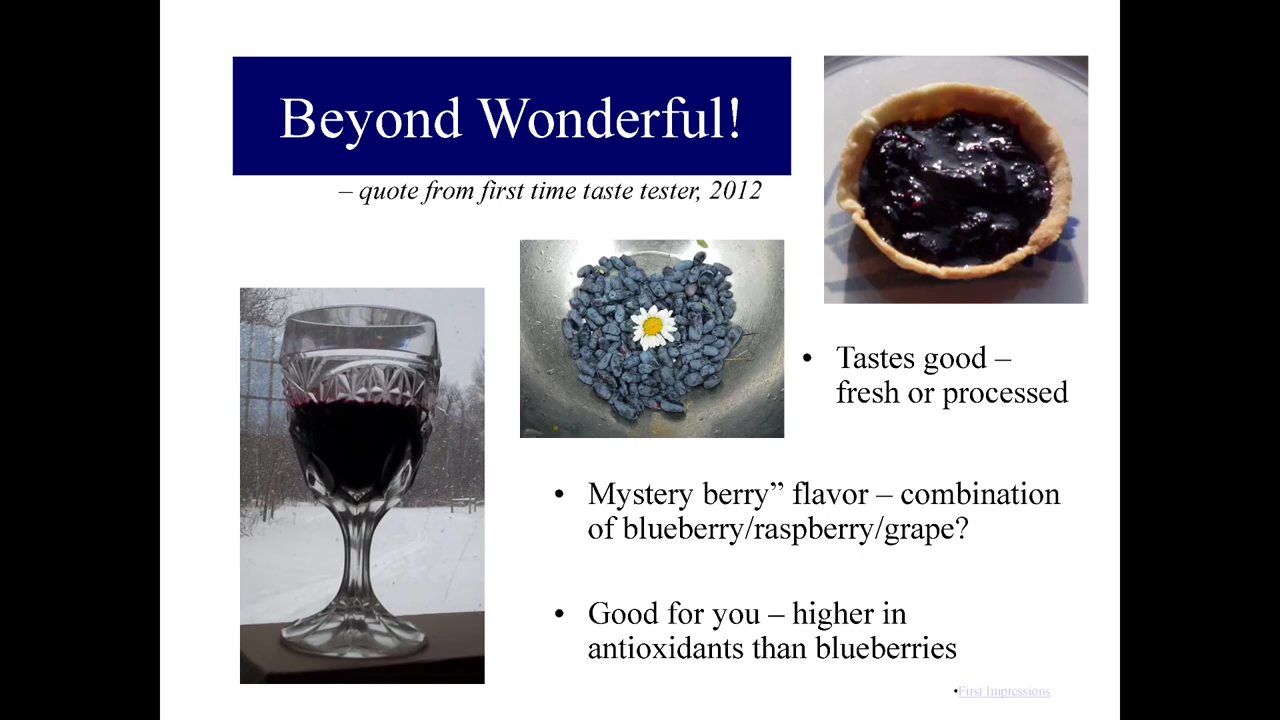 Beyond Wonderful!
– quote from first time taste tester, 2012
• Tastes good –
fresh or processed
• Mystery berry” flavor – combination
of blueberry/raspberry/grape?
• Good for you – higher in
antioxidants than blueberries
•First Impressions